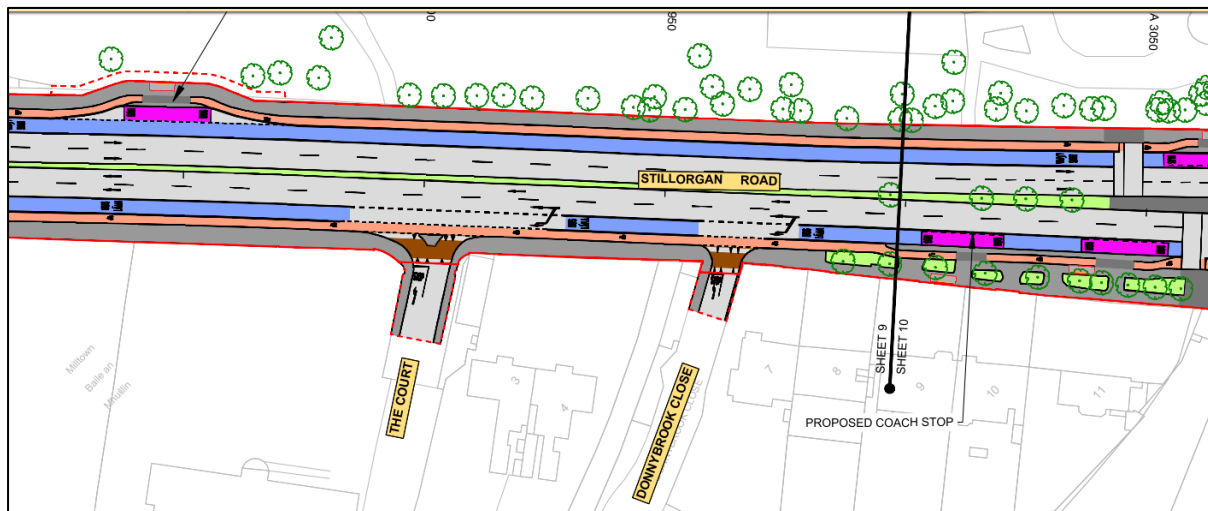 950
A 3050
STILLORGAN ROAD
THE COURT
DONNYBROOK CLOSE
Milltown
Baile an
Mhuilinn
3
4
7
8
9
10
11
SHEET 9
SHEET 10
PROPOSED COACH STOP